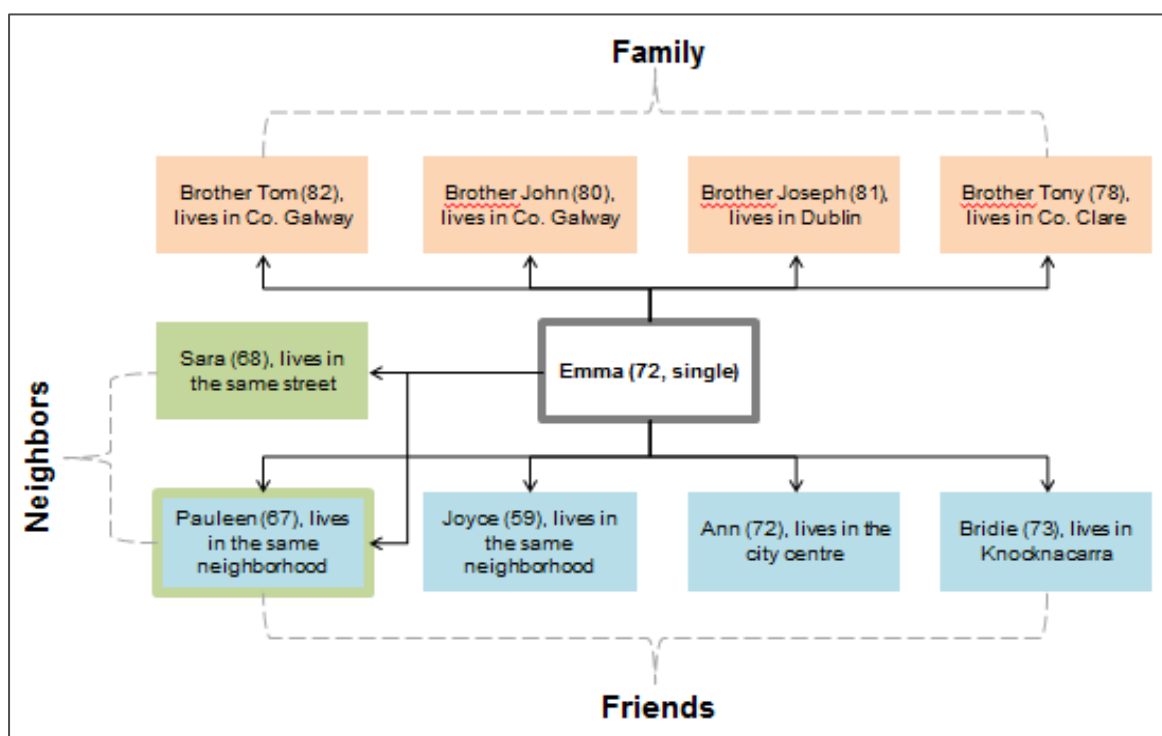 Family
Brother Tom (82),
lives in Co. Galway
Brother John (80),
lives in Co. Galway
Brother Joseph (81),
lives in Dublin
Brother Tony (78),
lives in Co. Clare
Sara (68), lives in
the same street
Emma (72, single)
Neighbors
Pauleen (67), lives
in the same
neighborhood
Joyce (59), lives in
the same
neighborhood
Ann (72), lives in the
city centre
Bridie (73), lives in
Knocknacarra
Friends